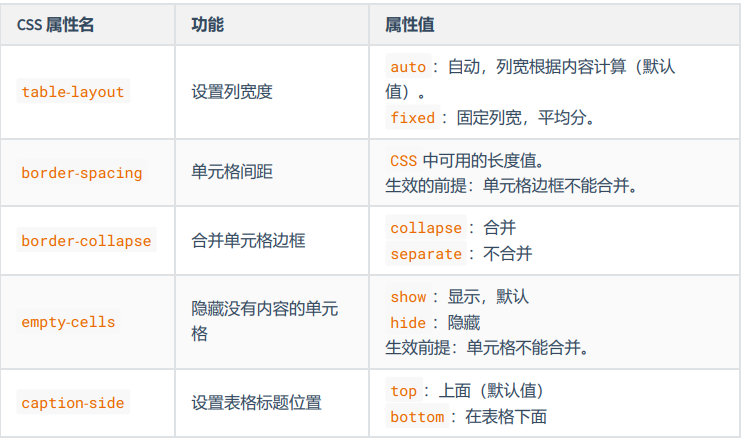 CSS 属性名 功能 属性值
table-layout 设置列宽度 auto：自动，列宽根据内容计算（默认
值）。
fixed：固定列宽，平均分。
border-spacing 单元格间距 CSS 中可用的长度值。
生效的前提：单元格边框不能合并。
border-collapse 合并单元格边框 collapse：合并
separate：不合并
empty-cells 隐藏没有内容的单元
格 show：显示，默认
hide：隐藏
生效前提：单元格不能合并。
caption-side 设置表格标题位置 top：上面（默认值）
bottom：在表格下面